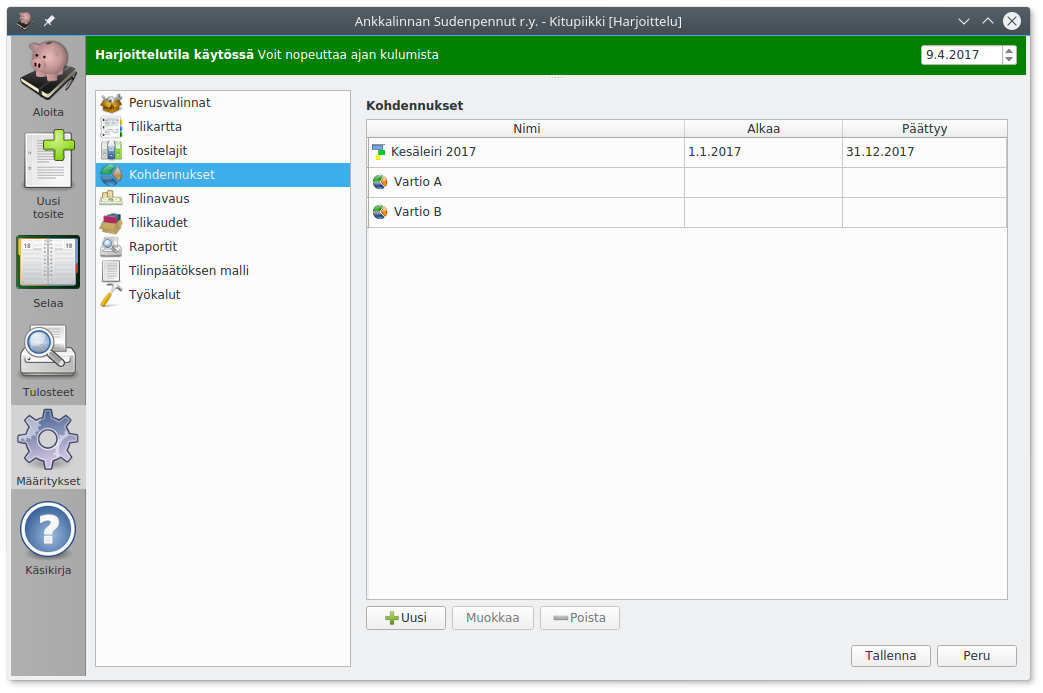 Ankkalinnan Sudenpennut r.y. - Kitupiikki [Harjoittelu]
Harjoittelutila käytössä Voit nopeuttaa ajan kulumista
9.4.2017
Aloita
Uusi
tosite
18 19
Selaa
Tulosteet
Määritykset
?
Käsikirja
Perusvalinnat
Tilikartta
Tositelajit
Kohdennukset
Tilinavaus
Tilikaudet
Raportit
Tilinpäätöksen malli
Työkalut
Kohdennukset
Nimi Alkaa Päättyy
Kesäleiri 2017 1.1.2017 31.12.2017
Vartio A
Vartio B
Uusi Muokkaa Poista
Tallenna Peru